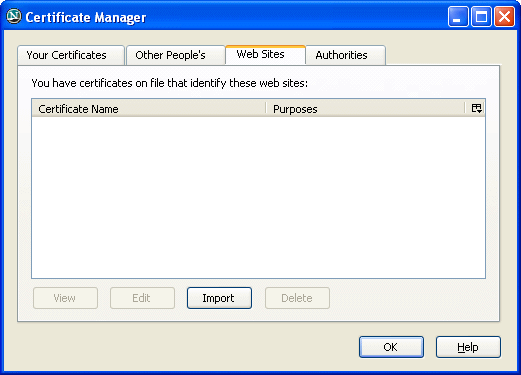 Certificate Manager
Your Certificates Other People's Web Sites Authorities
You have certificates on file that identify these web sites:
Certificate Name Purposes
View Edit Import Delete
OK Help